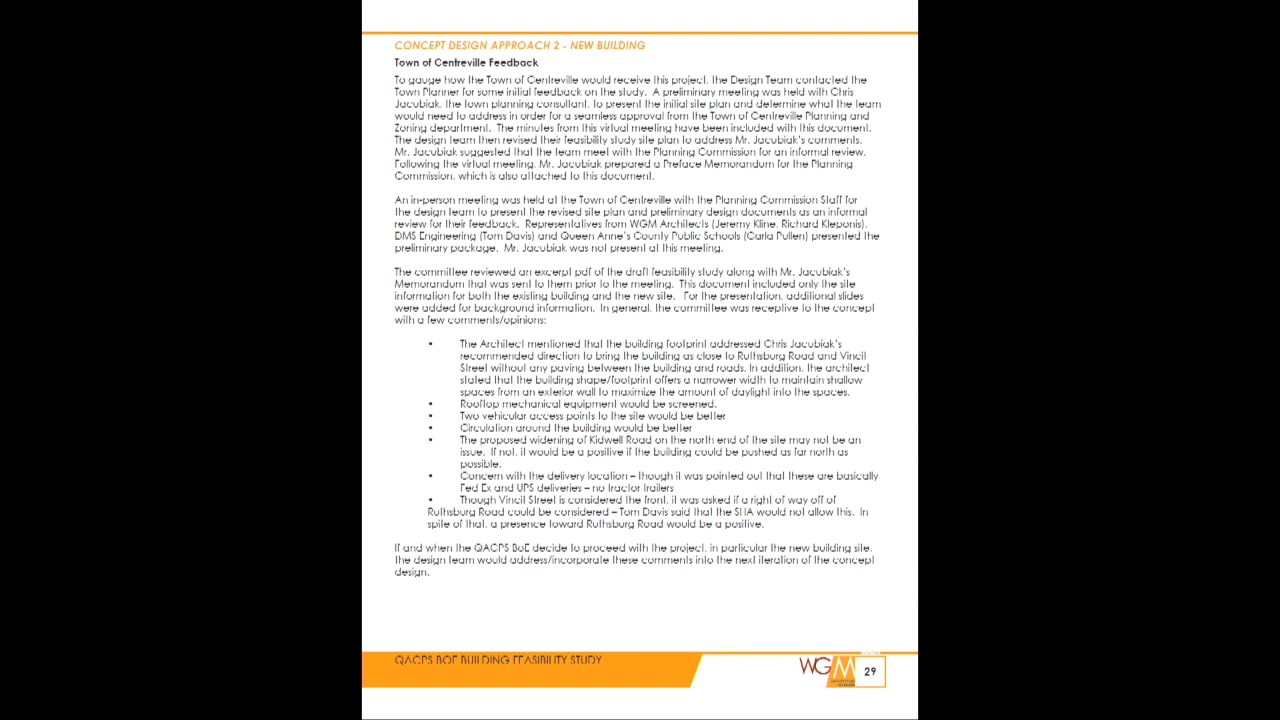 CONCEPT DESIGN APPROACH 2 - NEW BUILDING
Town of Centreville Feedback
To gauge how the Town of Centreville would receive this project, the Design Team contacted the
Town Planner for some initial feedback on the study. A preliminary meeting was held with Chris
Jacubiak, the town planning consultant, to present the initial site plan and determine what the team
would need to address in order for a seamless approval from the Town of Centreville Planning and
Zoning department. The minutes from this virtual meeting have been included with this document.
The design team then revised their feasibility study site plan to address Mr. Jacubiak's comments.
Mr. Jacubiak suggested that the team meet with the Planning Commission for an informal review.
Following the virtual meeting, Mr. Jacubiak prepared a Preface Memorandum for the Planning
Commission, which is also attached to this document.
An in-person meeting was held at the Town of Centreville with the Planning Commission Staff for
the design team to present the revised site plan and preliminary design documents as an informal
review for their feedback. Representatives from WGM Architects (Jeremy Kline, Richard Kleponis),
DMS Engineering (Tom Davis) and Queen Anne's County Public Schools (Carla Pullen) presented the
preliminary package. Mr. Jacubiak was not present at this meeting.
The committee reviewed an excerpt pdf of the draft feasibility study along with Mr. Jacubiak's
Memorandum that was sent to them prior to the meeting. This document included only the site
information for both the existing building and the new site. For the presentation, additional slides
were added for background information. In general, the committee was receptive to the concept
with a few comments/opinions:
▪ The Architect mentioned that the building footprint addressed Chris Jacubiak's
recommended direction to bring the building as close to Ruthsburg Road and Vincil
Street without any paving between the building and roads. In addition, the architect
stated that the building shape/footprint offers a narrower width to maintain shallow
spaces from an exterior wall to maximize the amount of daylight into the spaces.
▪ Rooftop mechanical equipment would be screened.
▪ Two vehicular access points to the site would be better
▪ Circulation around the building would be better
▪ The proposed widening of Kidwell Road on the north end of the site may not be an
issue. If not, it would be a positive if the building could be pushed as far north as
possible.
▪ Concern with the delivery location – though it was pointed out that these are basically
Fed Ex and UPS deliveries – no tractor trailers
▪ Though Vincil Street is considered the front, it was asked if a right of way off of
Ruthsburg Road could be considered – Tom Davis said that the SHA would not allow this. In
spite of that, a presence toward Ruthsburg Road would be a positive.
If and when the QACPS BoE decide to proceed with the project, in particular the new building site,
the design team would address/incorporate these comments into the next iteration of the concept
design.
QACPS BOE BUILDING FEASIBILITY STUDY
WGM
29